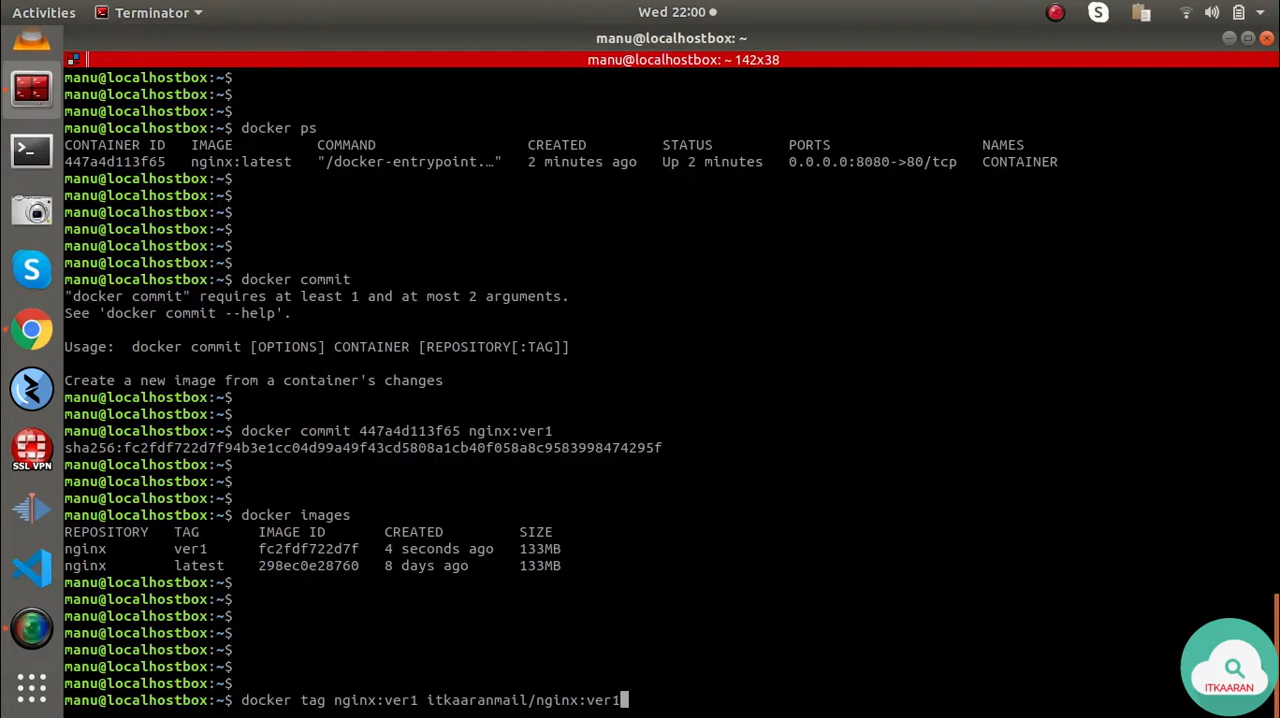 Activities Terminator Wed 22:00
manu@localhostbox: ~
manu@localhostbox: ~ 142x38
manu@localhostbox:~$
manu@localhostbox:~$
manu@localhostbox:~$
manu@localhostbox:~$ docker ps
CONTAINER ID IMAGE COMMAND CREATED STATUS PORTS NAMES
447a4d113f65 nginx:latest "/docker-entrypoint.…" 2 minutes ago Up 2 minutes 0.0.0.0:8080->80/tcp CONTAINER
manu@localhostbox:~$
manu@localhostbox:~$
manu@localhostbox:~$
manu@localhostbox:~$
manu@localhostbox:~$
manu@localhostbox:~$
manu@localhostbox:~$ docker commit
"docker commit" requires at least 1 and at most 2 arguments.
See 'docker commit --help'.
Usage:  docker commit [OPTIONS] CONTAINER [REPOSITORY[:TAG]]
Create a new image from a container's changes
manu@localhostbox:~$
manu@localhostbox:~$
manu@localhostbox:~$ docker commit 447a4d113f65 nginx:ver1
sha256:fc2fdf722d7f94b3e1cc04d99a49f43cd5808a1cb40f058a8c9583998474295f
manu@localhostbox:~$
manu@localhostbox:~$
manu@localhostbox:~$
manu@localhostbox:~$ docker images
REPOSITORY TAG IMAGE ID CREATED SIZE
nginx ver1 fc2fdf722d7f 4 seconds ago 133MB
nginx latest 298ec0e28760 8 days ago 133MB
manu@localhostbox:~$
manu@localhostbox:~$
manu@localhostbox:~$
manu@localhostbox:~$
manu@localhostbox:~$
manu@localhostbox:~$
manu@localhostbox:~$
manu@localhostbox:~$ docker tag nginx:ver1 itkaaranmail/nginx:ver1
SSL VPN
ITKAARAN